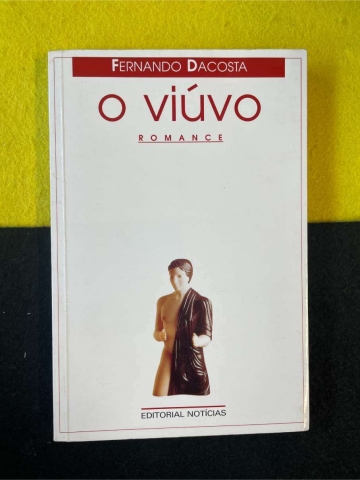 FERNANDO DACOSTA
o viúvo
ROMANCE
EDITORIAL NOTÍCIAS